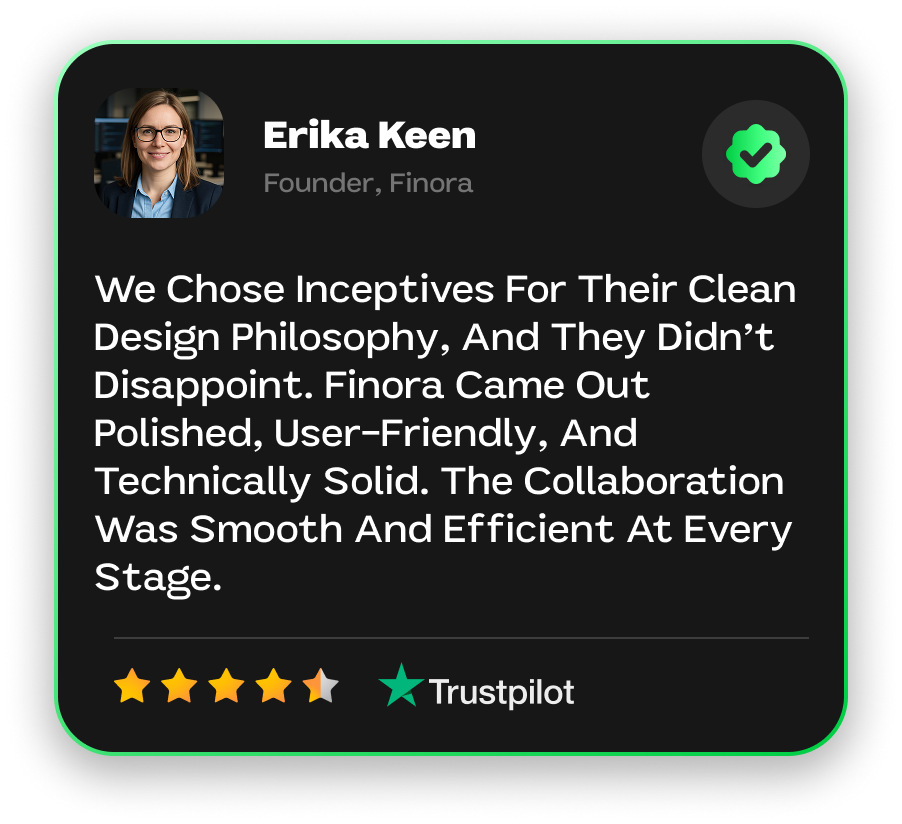 Erika Keen
Founder, Finora
We Chose Inceptives For Their Clean
Design Philosophy, And They Didn’t
Disappoint. Finora Came Out
Polished, User-Friendly, And
Technically Solid. The Collaboration
Was Smooth And Efficient At Every
Stage.
Trustpilot